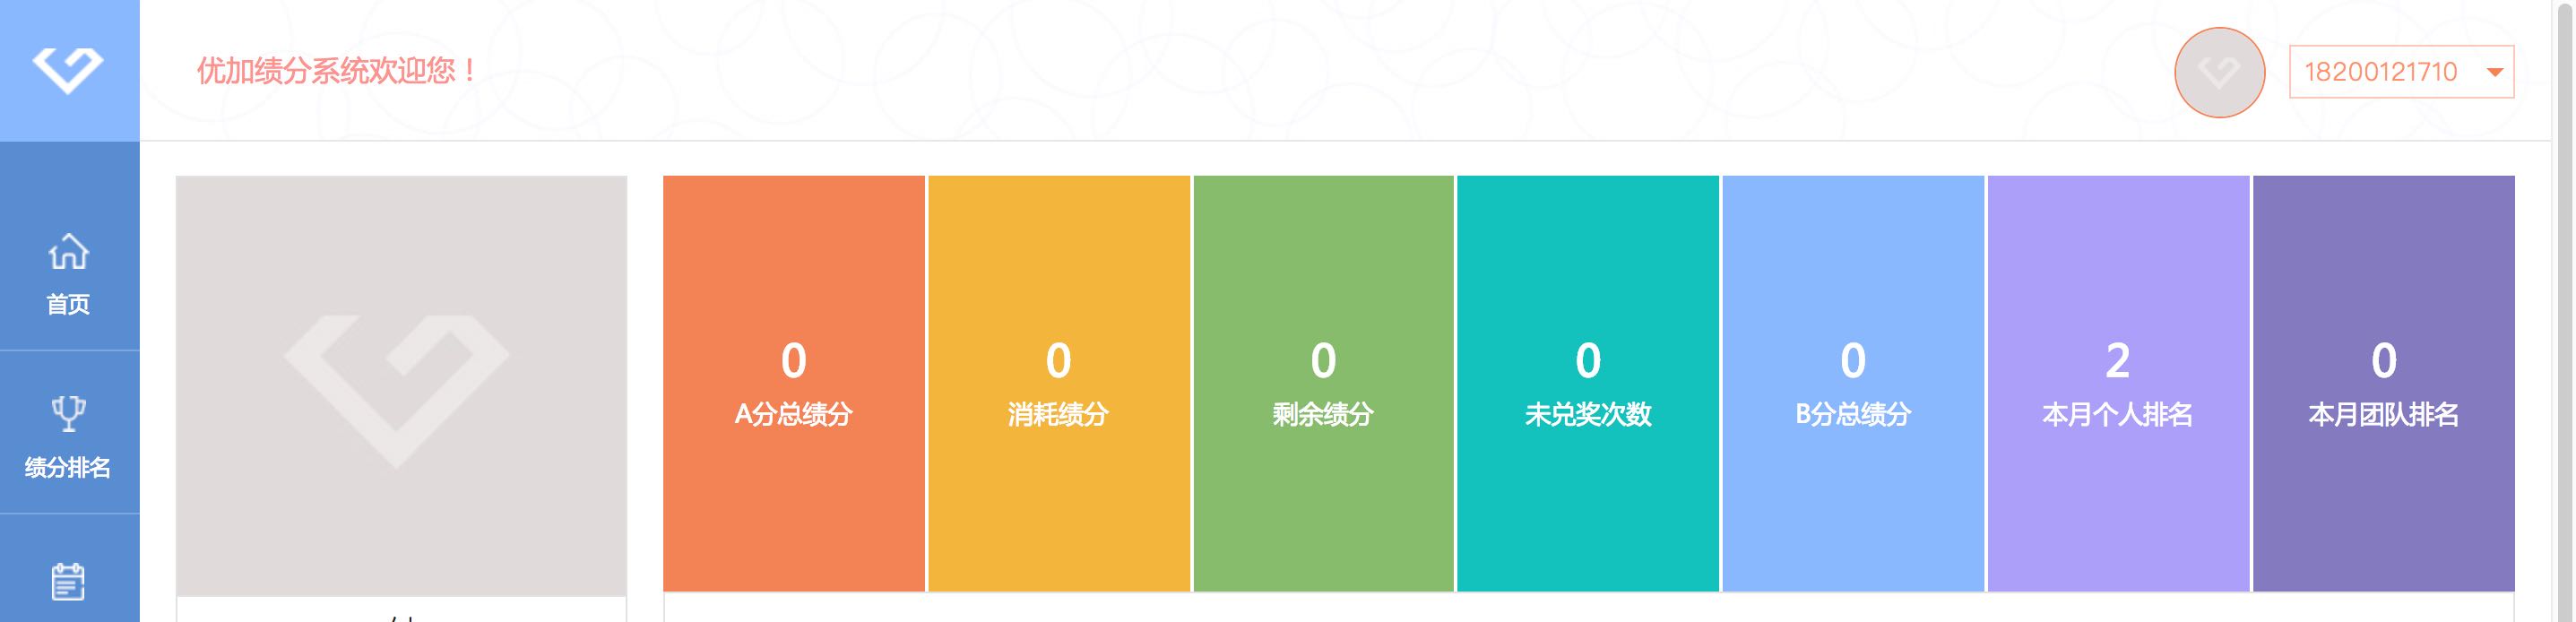 优加绩分系统欢迎您！
18200121710
首页
绩分排名
0
A分总绩分
0
消耗绩分
0
剩余绩分
0
未兑奖次数
0
B分总绩分
2
本月个人排名
0
本月团队排名